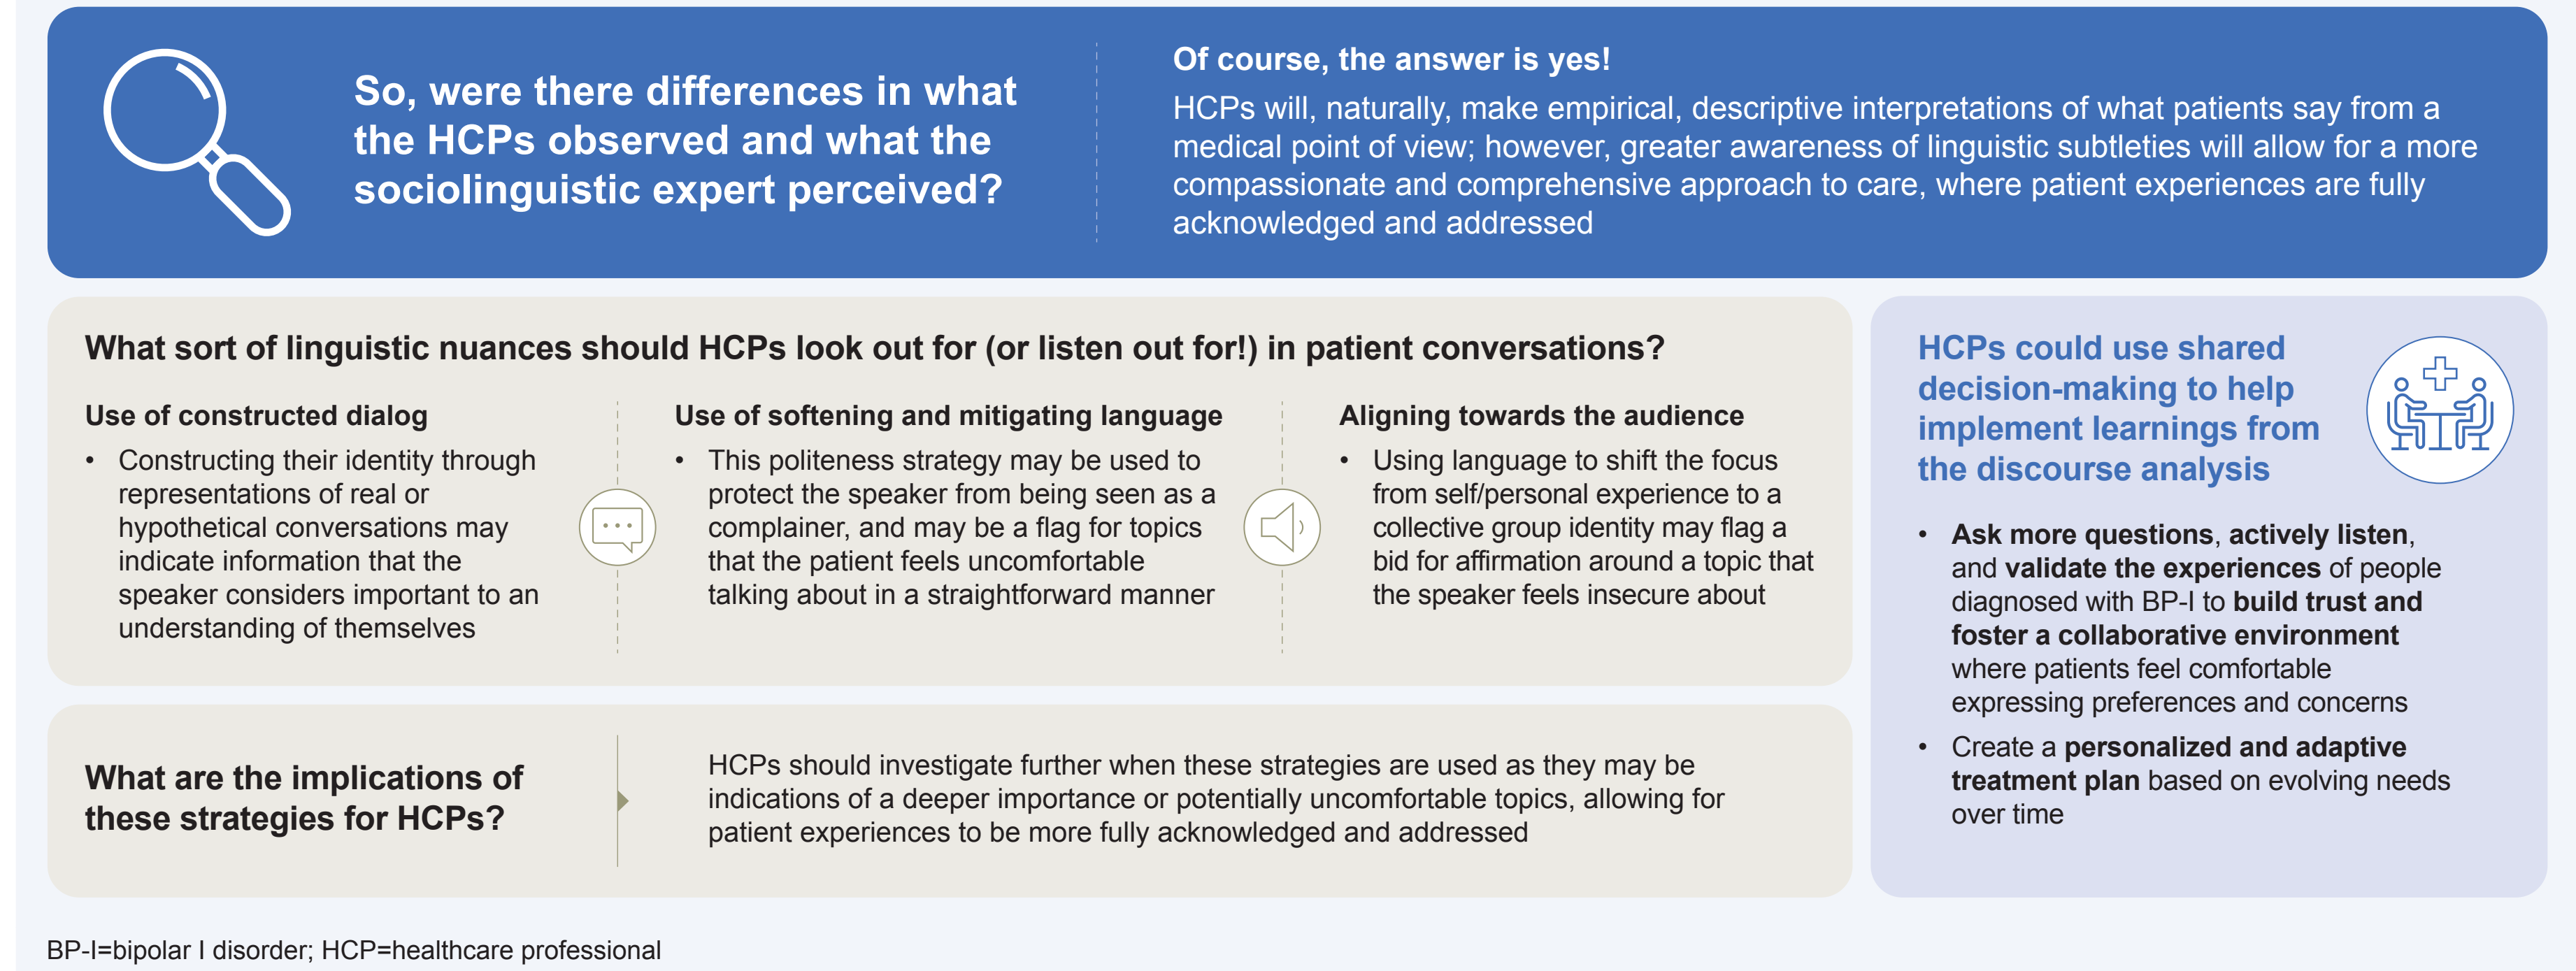 So, were there differences in what
the HCPs observed and what the
sociolinguistic expert perceived?
Of course, the answer is yes!
HCPs will, naturally, make empirical, descriptive interpretations of what patients say from a
medical point of view; however, greater awareness of linguistic subtleties will allow for a more
compassionate and comprehensive approach to care, where patient experiences are fully
acknowledged and addressed
What sort of linguistic nuances should HCPs look out for (or listen out for!) in patient conversations?
Use of constructed dialog
• Constructing their identity through
representations of real or
hypothetical conversations may
indicate information that the
speaker considers important to an
understanding of themselves
Use of softening and mitigating language
• This politeness strategy may be used to
protect the speaker from being seen as a
complainer, and may be a flag for topics
that the patient feels uncomfortable
talking about in a straightforward manner
Aligning towards the audience
• Using language to shift the focus
from self/personal experience to a
collective group identity may flag a
bid for affirmation around a topic that
the speaker feels insecure about
What are the implications of
these strategies for HCPs?
HCPs should investigate further when these strategies are used as they may be
indications of a deeper importance or potentially uncomfortable topics, allowing for
patient experiences to be more fully acknowledged and addressed
HCPs could use shared
decision-making to help
implement learnings from
the discourse analysis
• Ask more questions, actively listen,
and validate the experiences of people
diagnosed with BP-I to build trust and
foster a collaborative environment
where patients feel comfortable
expressing preferences and concerns
• Create a personalized and adaptive
treatment plan based on evolving needs
over time
BP-I=bipolar I disorder; HCP=healthcare professional